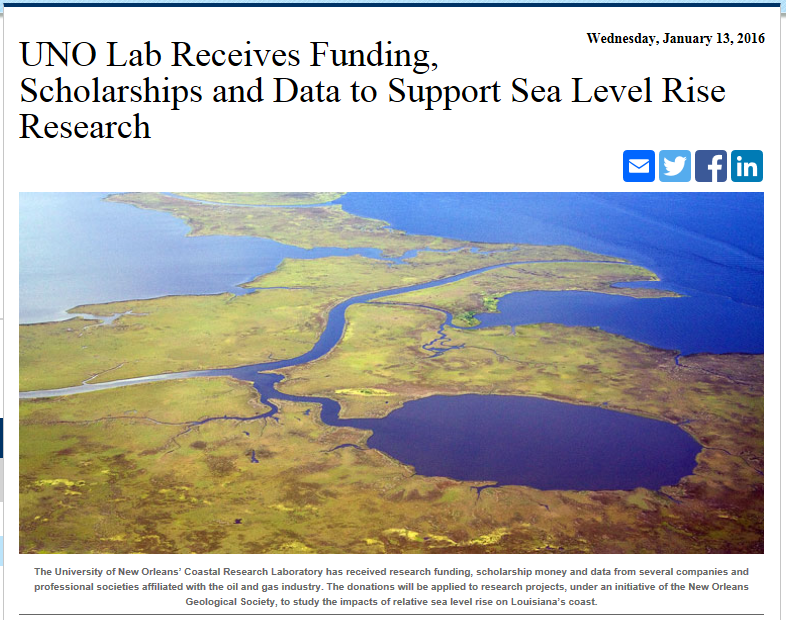 Wednesday, January 13, 2016
UNO Lab Receives Funding,
Scholarships and Data to Support Sea Level Rise
Research
The University of New Orleans' Coastal Research Laboratory has received research funding, scholarship money and data from several companies and
professional societies affiliated with the oil and gas industry. The donations will be applied to research projects, under an initiative of the New Orleans
Geological Society, to study the impacts of relative sea level rise on Louisiana's coast.